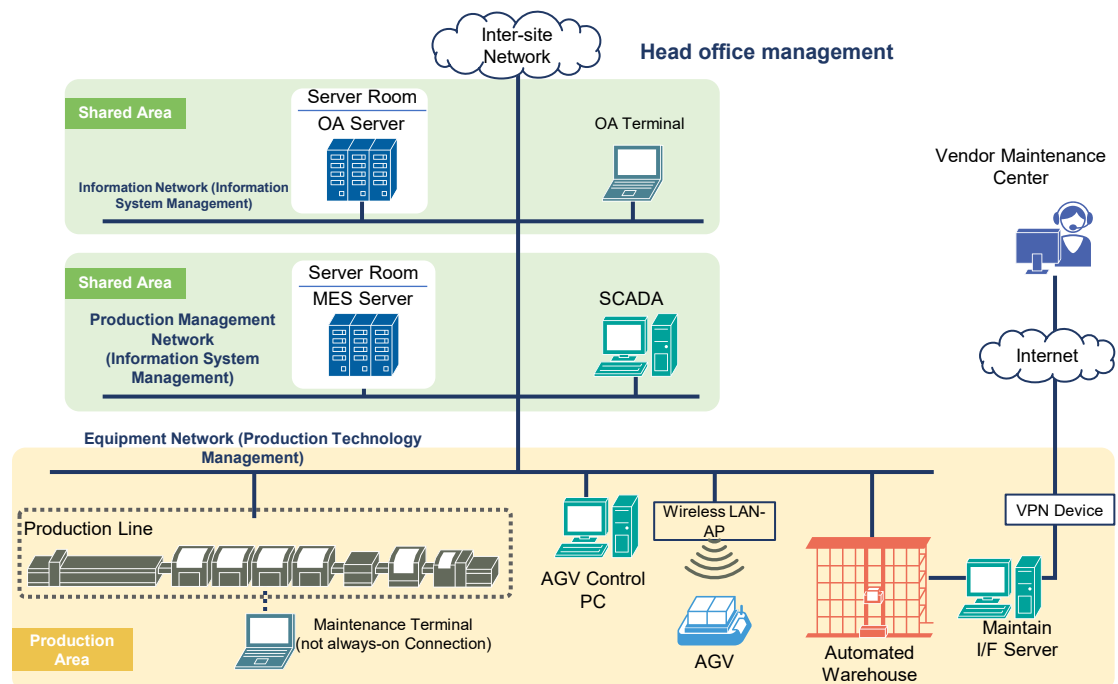 Inter-site
Network
Head office management
Shared Area
Server Room
OA Server
OA Terminal
Information Network (Information
System Management)
Vendor Maintenance
Center
Shared Area
Server Room
MES Server
SCADA
Production Management
Network
(Information System
Management)
Internet
Equipment Network (Production Technology
Management)
Production Line
Wireless LAN-
AP
VPN Device
AGV Control
PC
Maintenance Terminal
(not always-on Connection)
AGV
Automated
Warehouse
Maintain
I/F Server
Production
Area